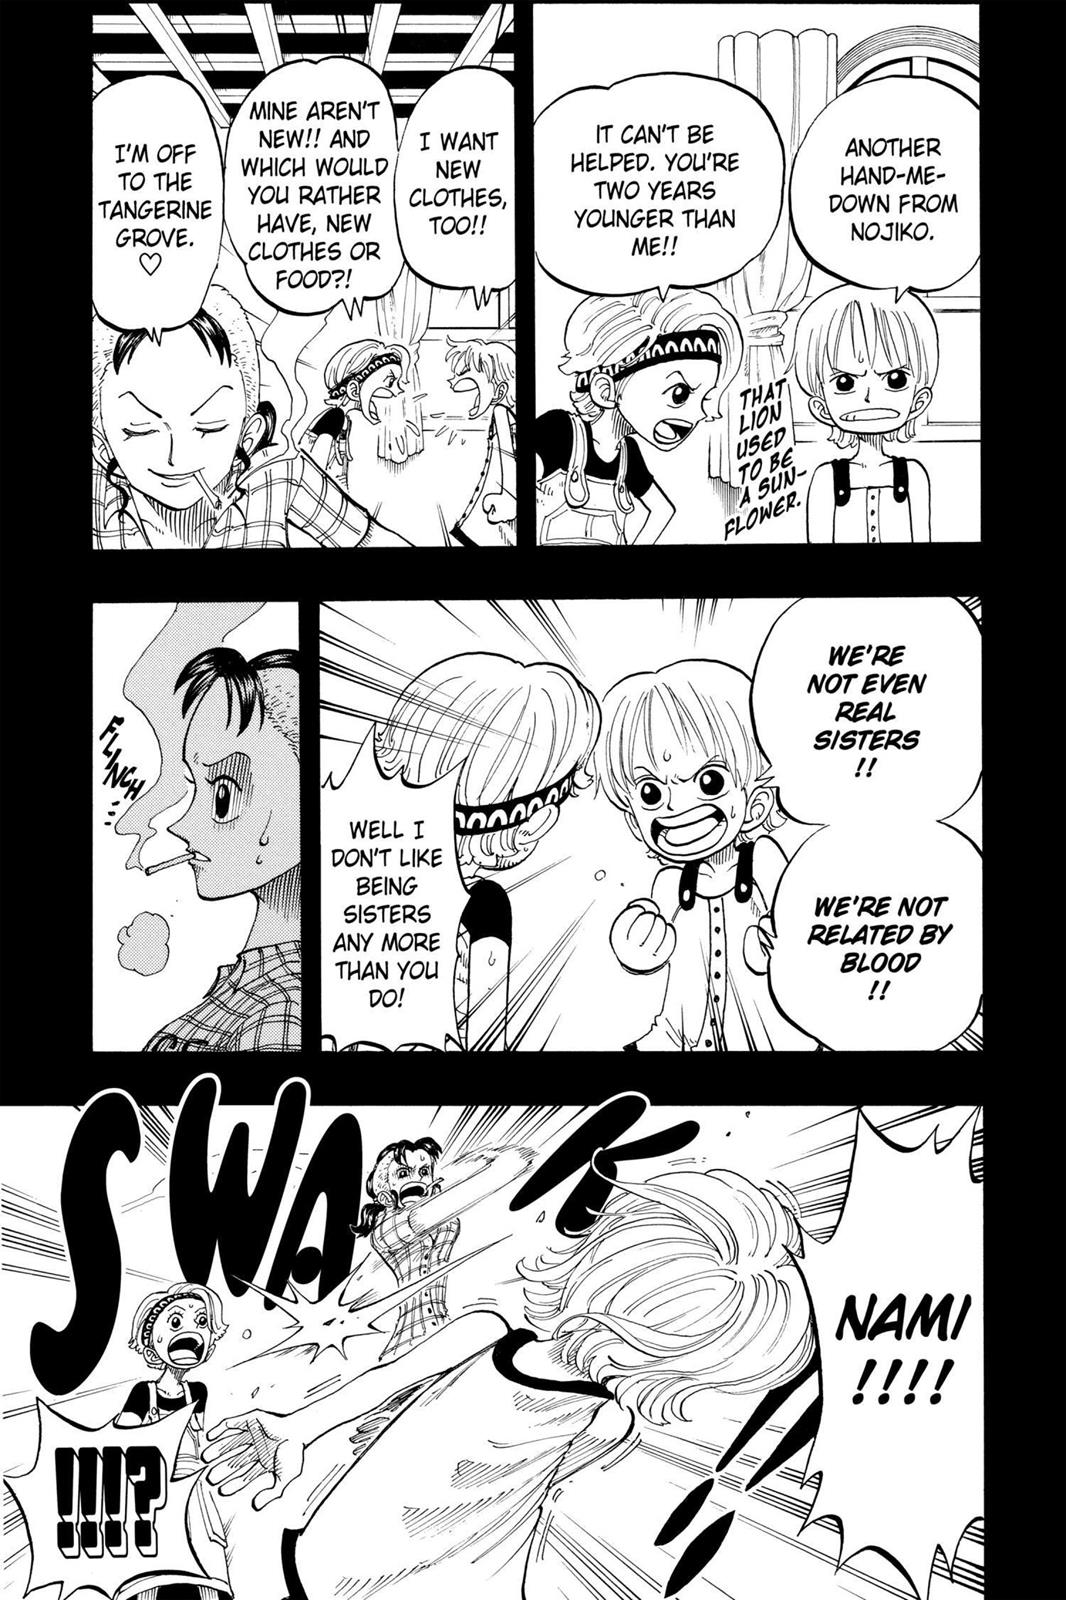 ANOTHER
HAND-ME-
DOWN FROM
NOJIKO.
IT CAN'T BE
HELPED. YOU'RE
TWO YEARS
YOUNGER THAN
ME!!
THAT
LION
USED
TO BE
A SUN-
FLOWER.
I WANT
NEW
CLOTHES,
TOO!!
MINE AREN'T
NEW!! AND
WHICH WOULD
YOU RATHER
HAVE, NEW
CLOTHES OR
FOOD?!
I'M OFF
TO THE
TANGERINE
GROVE.
♡
WE'RE
NOT EVEN
REAL
SISTERS
!!
WE'RE NOT
RELATED BY
BLOOD
!!
WELL I
DON'T LIKE
BEING
SISTERS
ANY MORE
THAN YOU
DO!
FLINCH
NAMI
!!!!
SWAK
!!
!!!!?